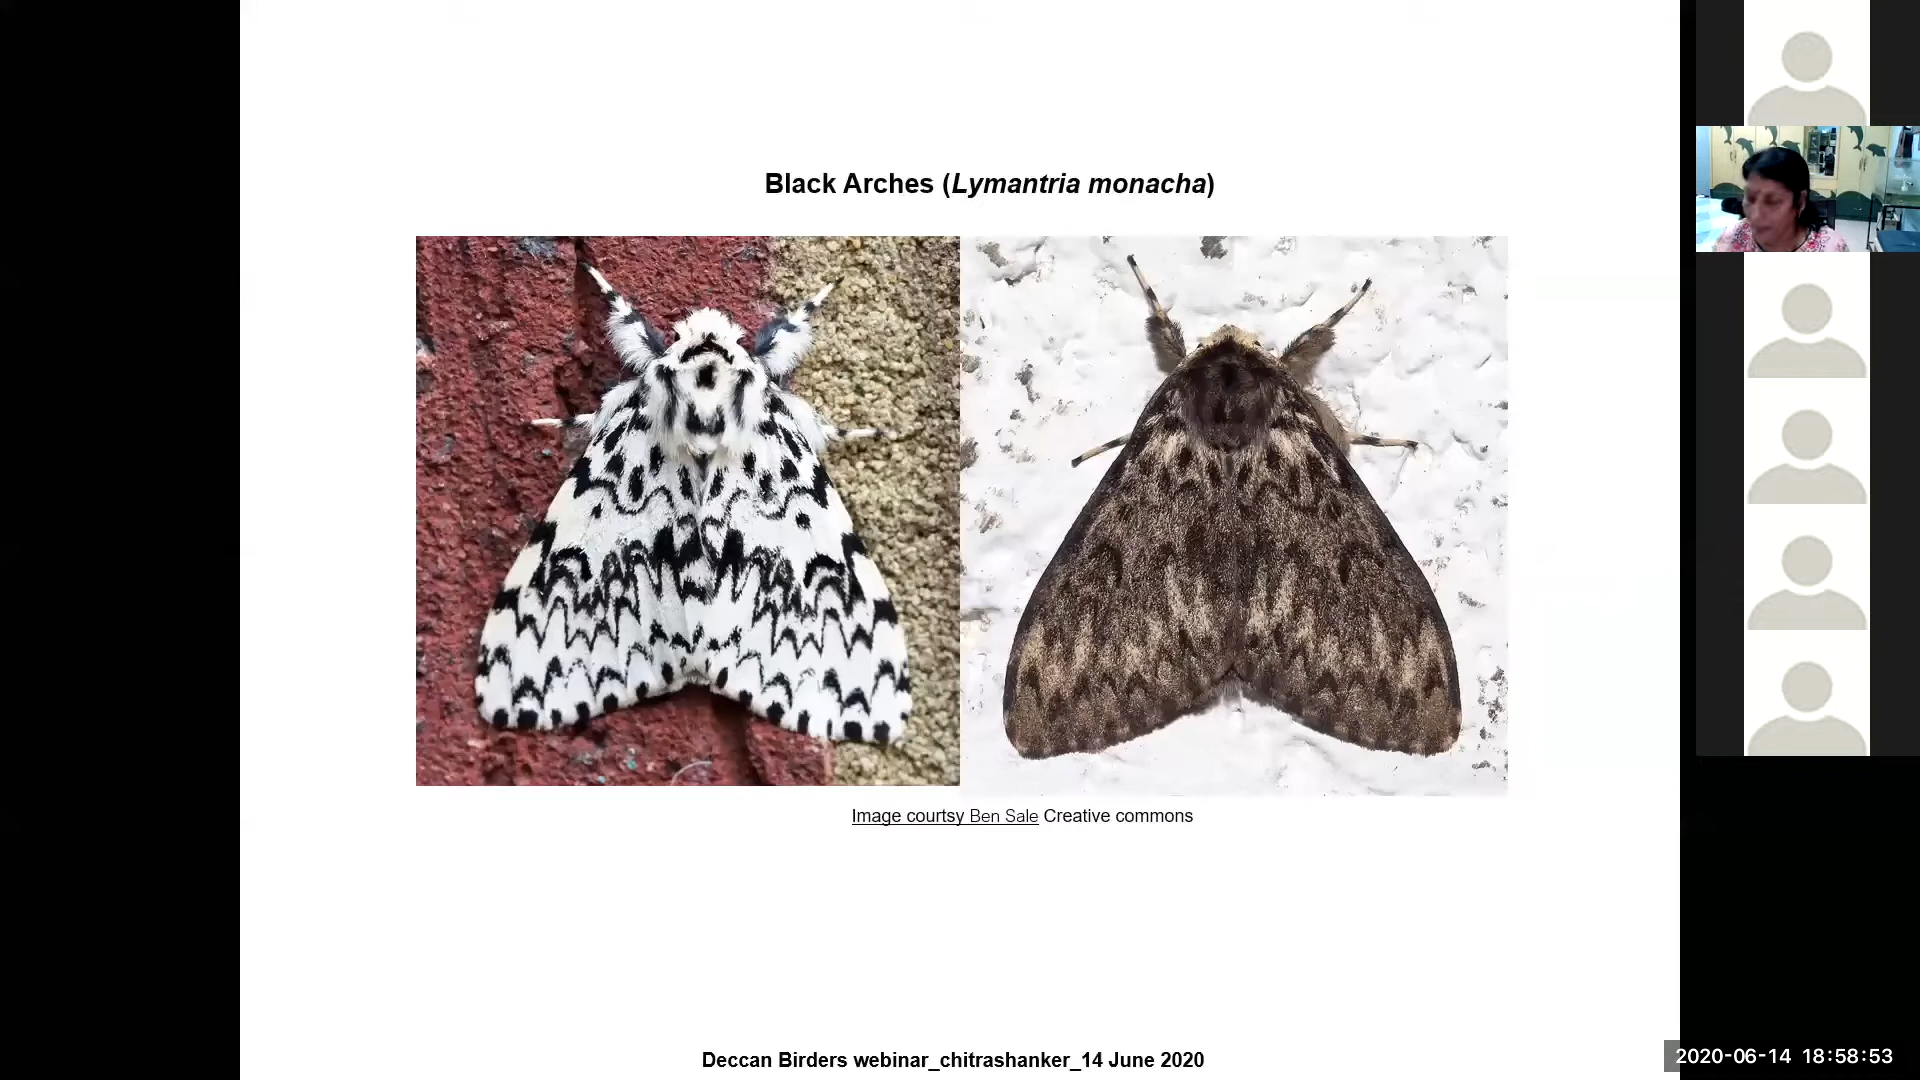 Black Arches (Lymantria monacha)
Image courtsy Ben Sale Creative commons
Deccan Birders webinar_chitrashanker_14 June 2020
2020-06-14 18:58:53